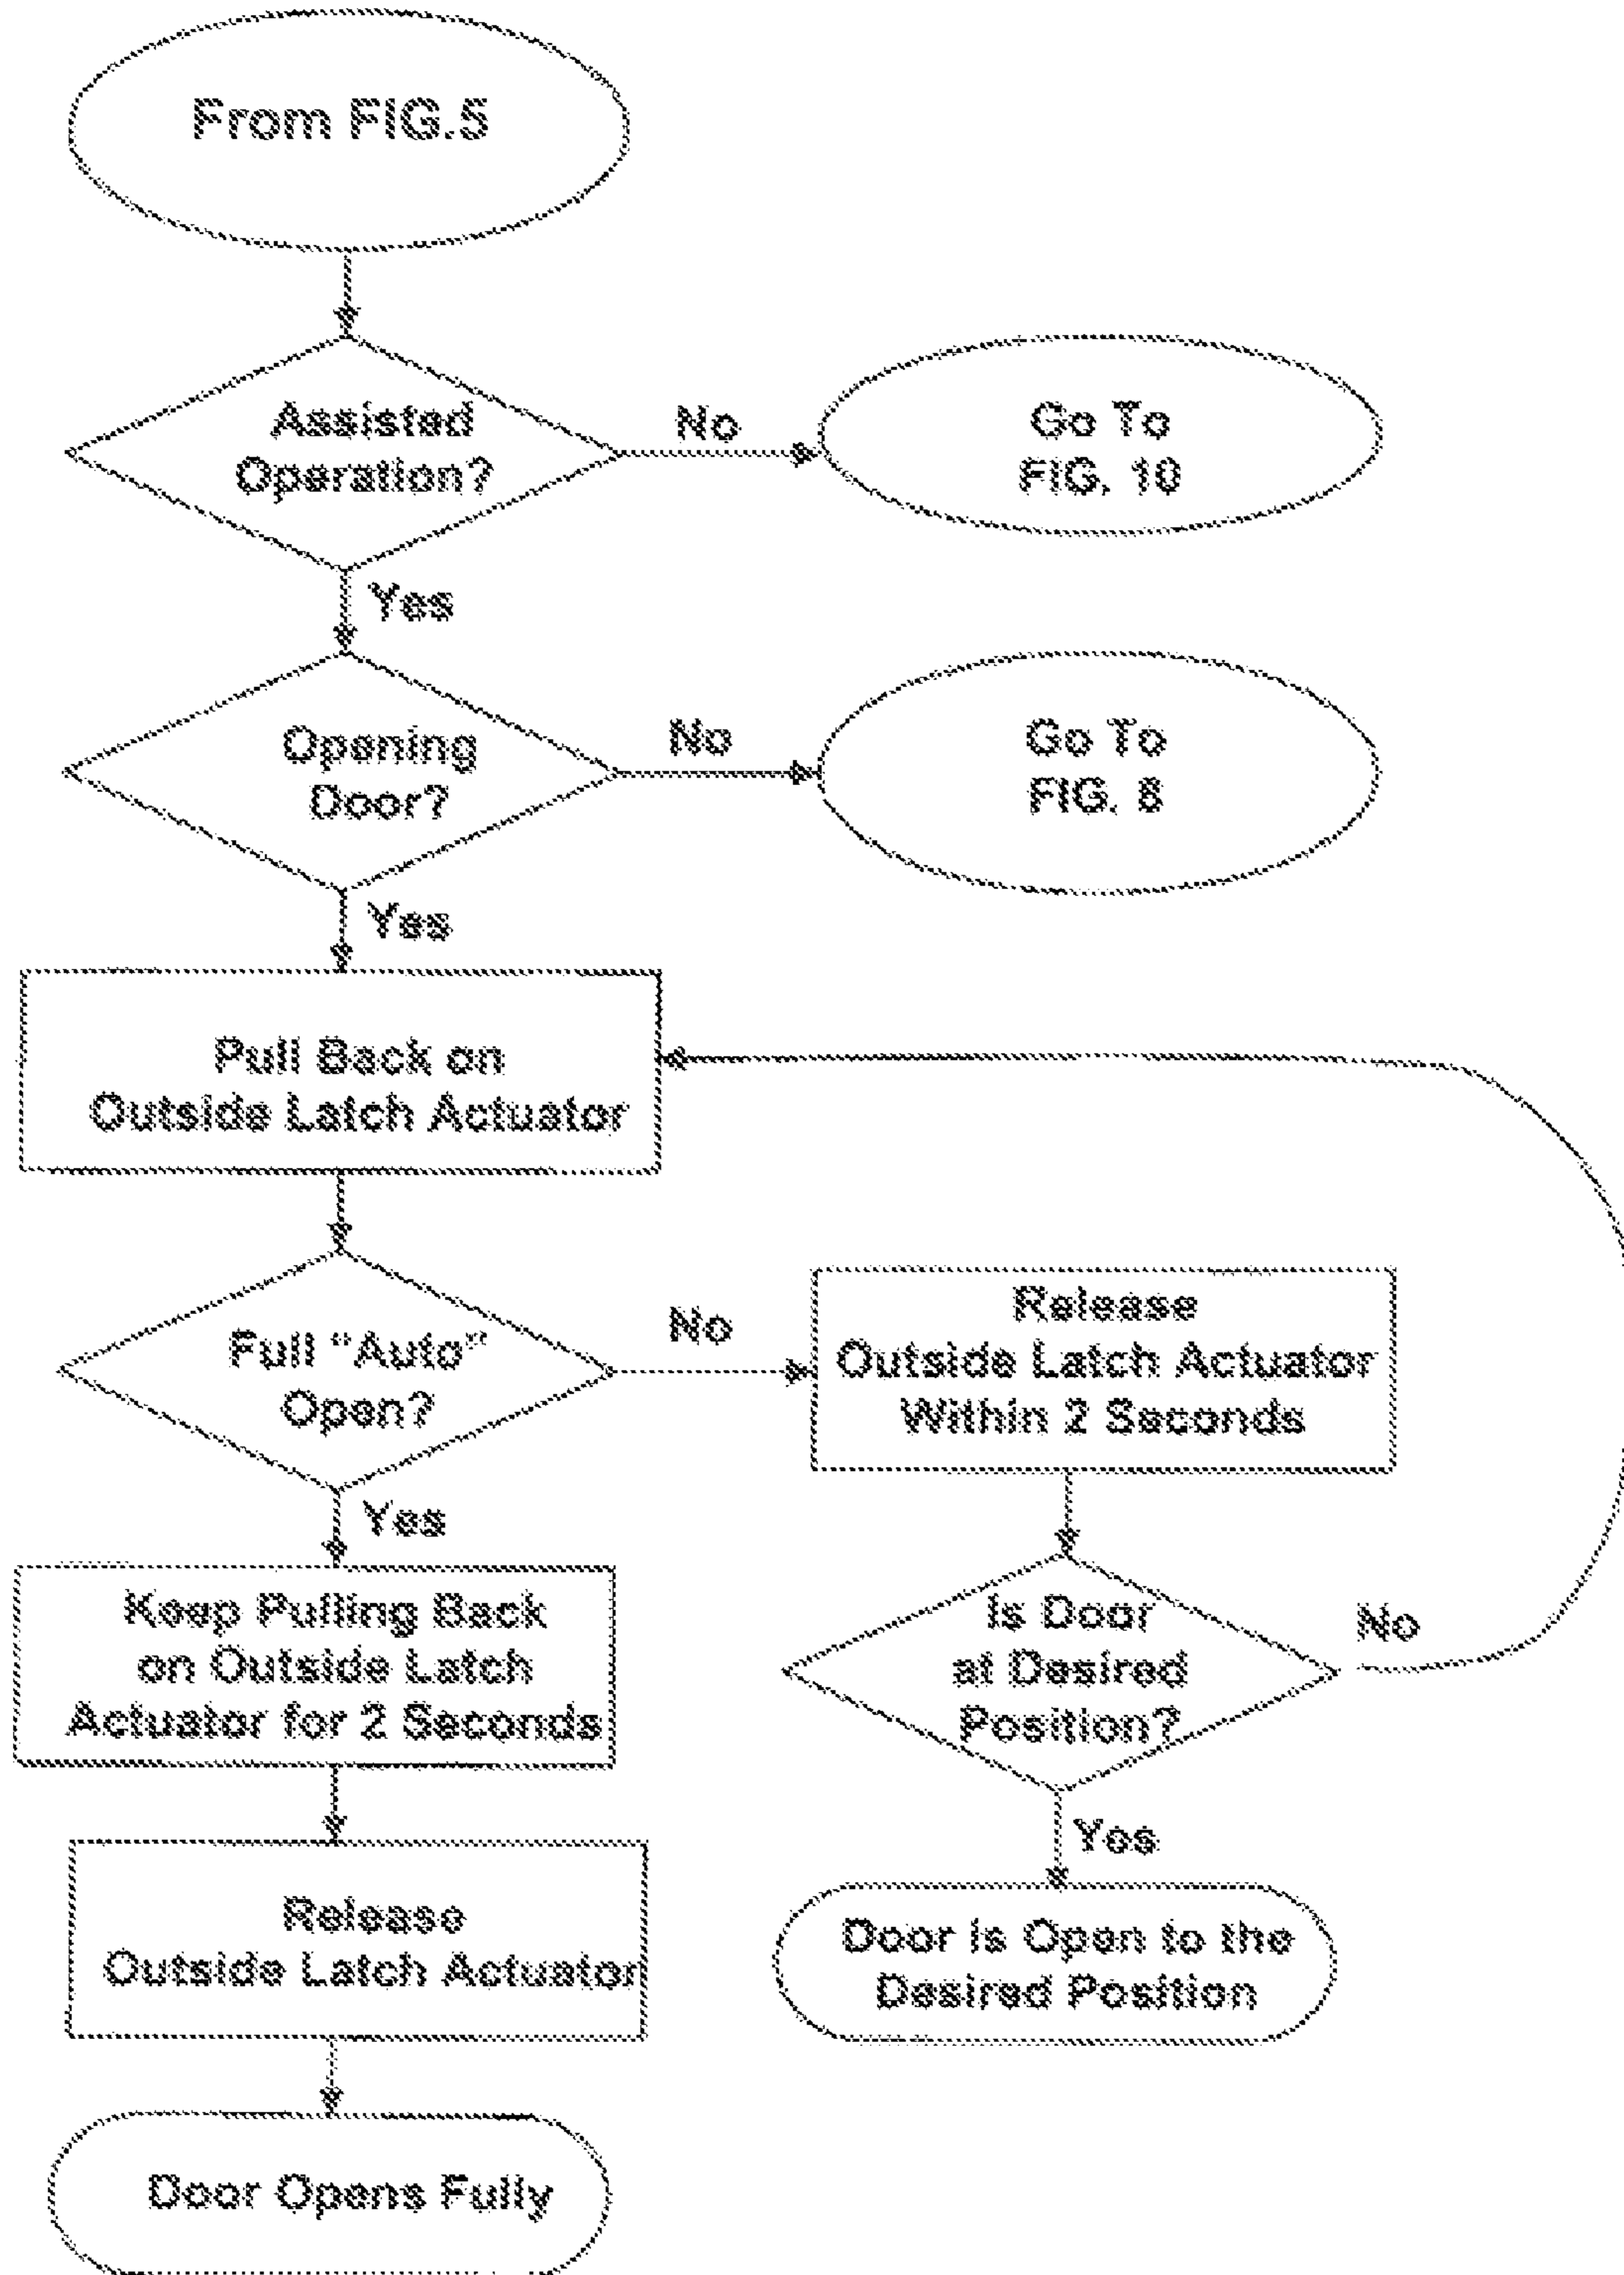 From FIG.5
Assisted
Operation?
No
Go To
FIG. 10
Yes
Opening
Door?
No
Go To
FIG. 8
Yes
Pull Back on
Outside Latch Actuator
Full “Auto”
Open?
No
Release
Outside Latch Actuator
Within 2 Seconds
Yes
Keep Pulling Back
on Outside Latch
Actuator for 2 Seconds
Is Door
at Desired
Position?
No
Yes
Release
Outside Latch Actuator
Door is Open to the
Desired Position
Door Opens Fully